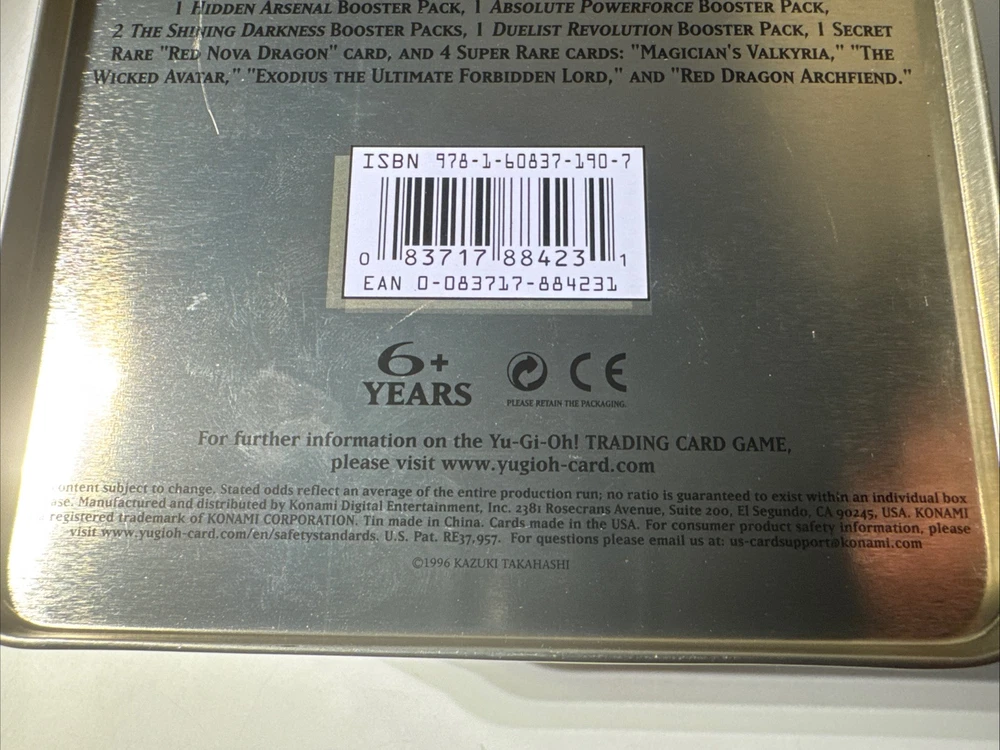 1 Hidden Arsenal Booster Pack, 1 Absolute Powerforce Booster Pack,
2 The Shining Darkness Booster Packs, 1 Duelist Revolution Booster Pack, 1 Secret
Rare "Red Nova Dragon" card, and 4 Super Rare cards: "Magician's Valkyria," "The
Wicked Avatar," "Exodius the Ultimate Forbidden Lord," and "Red Dragon Archfiend."
ISBN 978-1-60837-190-7
0 83717 88423 1
EAN 0-083717-884231
6+
YEARS
CE
PLEASE RETAIN THE PACKAGING.
For further information on the Yu-Gi-Oh! TRADING CARD GAME,
please visit www.yugioh-card.com
ontent subject to change. Stated odds reflect an average of the entire production run; no ratio is guaranteed to exist within an individual box
ase. Manufactured and distributed by Konami Digital Entertainment, Inc. 2381 Rosecrans Avenue, Suite 200, El Segundo, CA 90245, USA. KONAMI
registered trademark of KONAMI CORPORATION. Tin made in China. Cards made in the USA. For consumer product safety information, please
visit www.yugioh-card.com/en/safetystandards. U.S. Pat. RE37,957. For questions please email us at: us-cardsupport@konami.com
©1996 KAZUKI TAKAHASHI